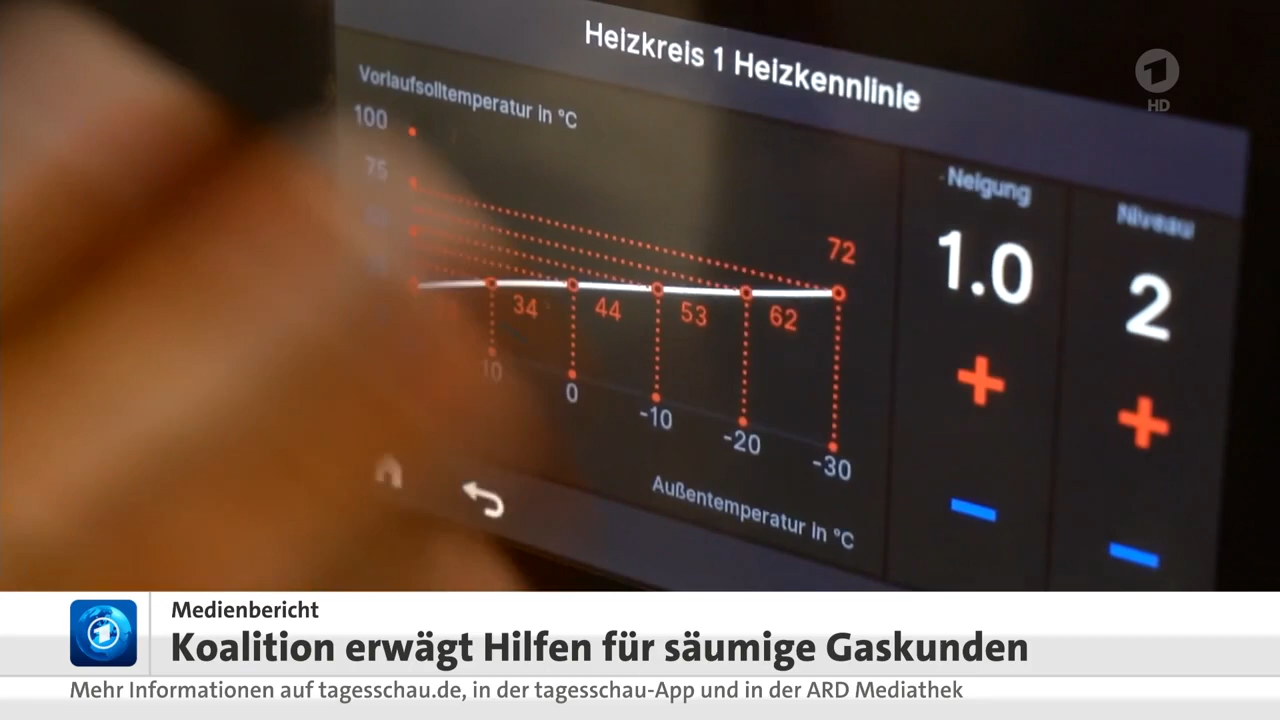 Heizkreis 1 Heizkennlinie
HD
Vorlaufsolltemperatur in °C
100
75
72
34
44
53
62
10
0
-10
-20
-30
Außentemperatur in °C
Neigung
1.0
+
-
Niveau
2
+
-
Medienbericht
Koalition erwägt Hilfen für säumige Gaskunden
Mehr Informationen auf tagesschau.de, in der tagesschau-App und in der ARD Mediathek